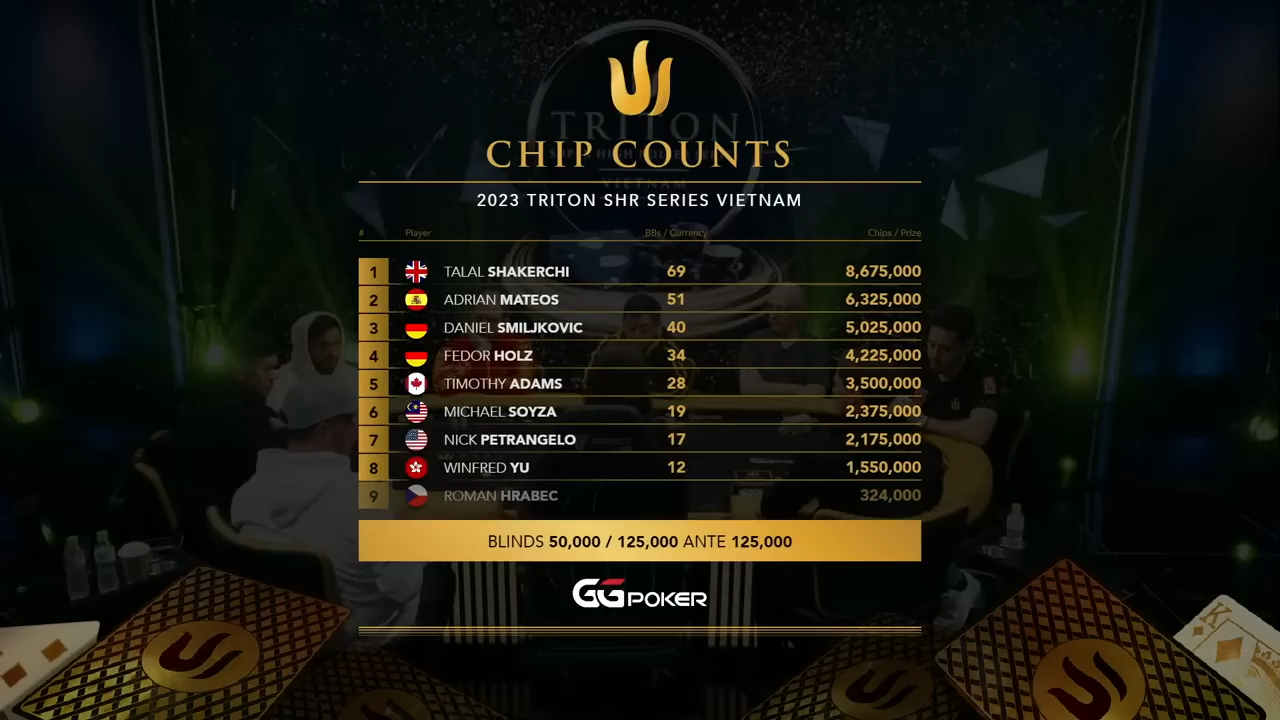 TRITON
CHIP COUNTS
VIETNAM
2023 TRITON SHR SERIES VIETNAM
# Player BBs / Currency Chips / Prize
1 TALAL SHAKERCHI 69 8,675,000
2 ADRIAN MATEOS 51 6,325,000
3 DANIEL SMILJKOVIC 40 5,025,000
4 FEDOR HOLZ 34 4,225,000
5 TIMOTHY ADAMS 28 3,500,000
6 MICHAEL SOYZA 19 2,375,000
7 NICK PETRANGELO 17 2,175,000
8 WINFRED YU 12 1,550,000
9 ROMAN HRABEC 324,000
BLINDS 50,000 / 125,000 ANTE 125,000
GGPOKER
K